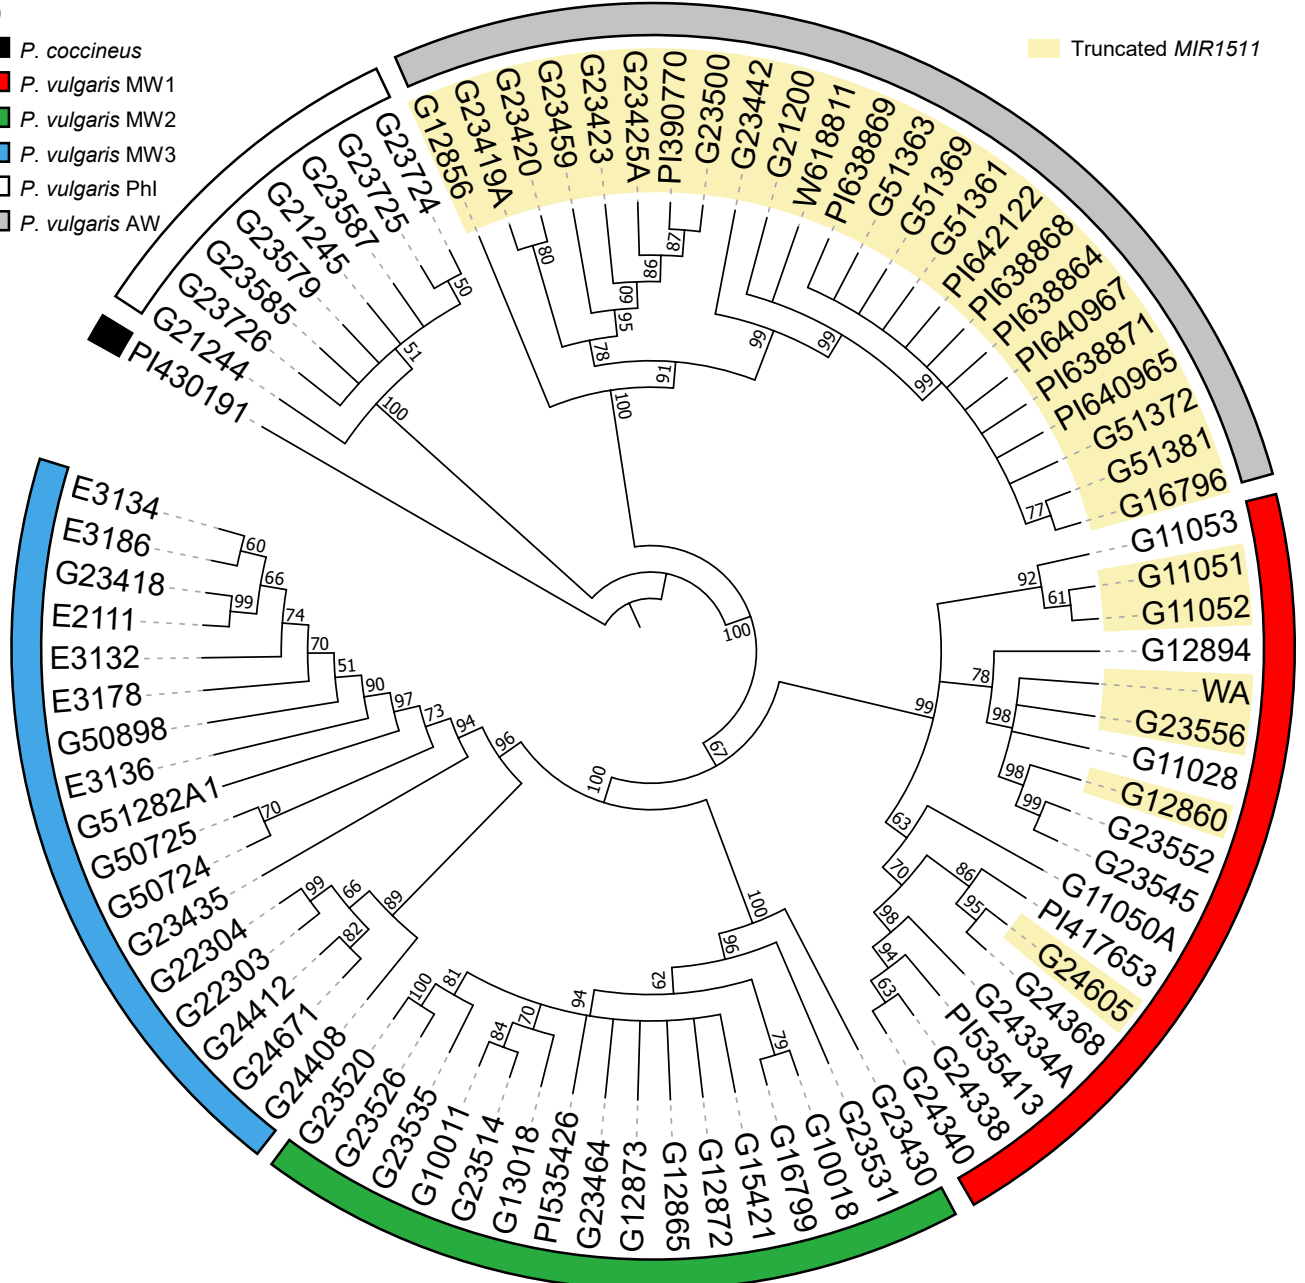 P. coccineus
P. vulgaris MW1
P. vulgaris MW2
P. vulgaris MW3
P. vulgaris PhI
P. vulgaris AW
Truncated MIR1511
G12856
G23419A
G23420
G23459
G23423
G23425A
PI390770
G23500
G23442
G21200
W618811
PI638869
G51363
G51369
G51361
PI642122
PI638868
PI638864
PI640967
PI638871
PI640965
G51372
G51381
G16796
G11053
G11051
G11052
G12894
WA
G23556
G11028
G12860
G23552
G23545
G11050A
PI417653
G24605
G24368
G24334A
PI535413
G24338
G24340
G23430
G23531
G10018
G16799
G15421
G12872
G12865
G12873
G23464
PI535426
G13018
G23514
G10011
G23535
G23526
G23520
G24408
G24671
G24412
G22303
G22304
G23435
G50724
G50725
G51282A1
E3136
G50898
E3178
E3132
E2111
G23418
E3186
E3134
PI430191
G21244
G23726
G23585
G23579
G21245
G23587
G23725
G23724
50
51
100
80
87
98
60
95
78
91
100
99
99
99
77
100
67
92
61
78
98
98
99
99
63
70
86
95
98
94
63
100
96
62
79
94
70
84
81
100
100
96
94
73
97
90
51
70
74
66
60
99
70
89
66
99
82